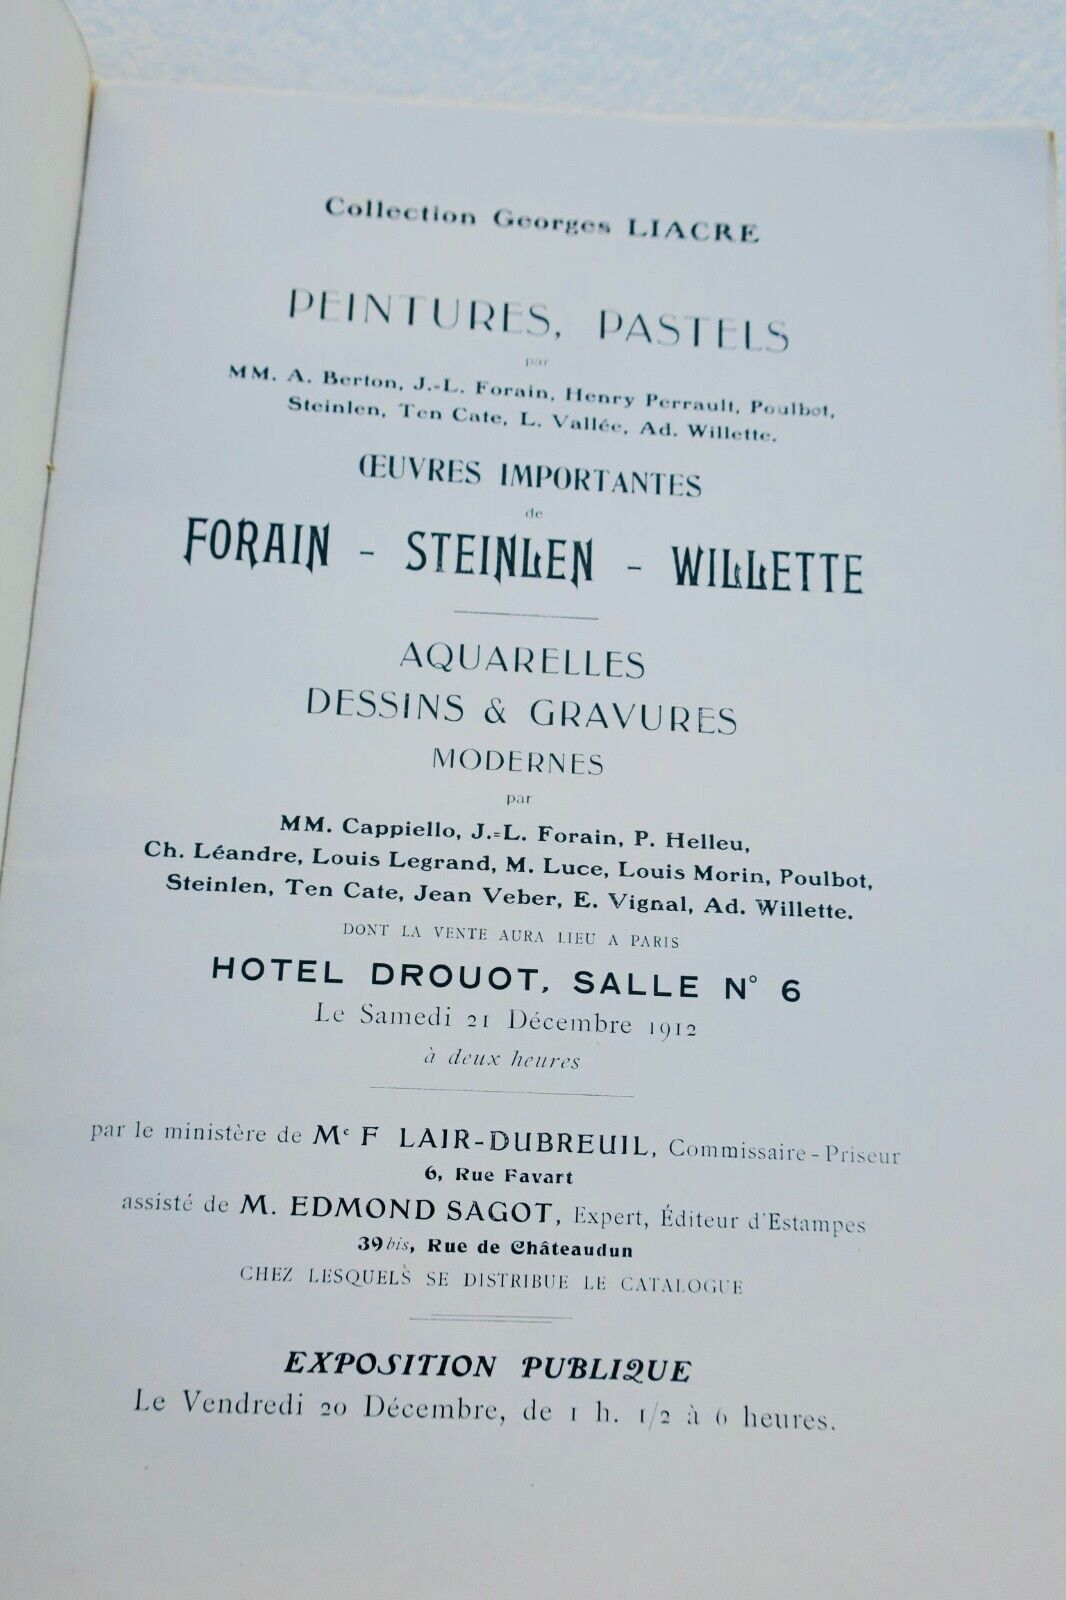 Collection Georges LIACRE
PEINTURES, PASTELS
par
MM. A. Berton, J.-L. Forain, Henry Perrault, Poulbot,
Steinlen, Ten Cate, L. Vallée, Ad. Willette.
ŒUVRES IMPORTANTES
de
FORAIN - STEINLEN - WILLETTE
AQUARELLES
DESSINS & GRAVURES
MODERNES
par
MM. Cappiello, J.-L. Forain, P. Helleu,
Ch. Léandre, Louis Legrand, M. Luce, Louis Morin, Poulbot,
Steinlen, Ten Cate, Jean Veber, E. Vignal, Ad. Willette.
DONT LA VENTE AURA LIEU A PARIS
HOTEL DROUOT, SALLE N° 6
Le Samedi 21 Décembre 1912
à deux heures
par le ministère de Me F LAIR-DUBREUIL, Commissaire-Priseur
6, Rue Favart
assisté de M. EDMOND SAGOT, Expert, Éditeur d'Estampes
39bis, Rue de Châteaudun
CHEZ LESQUELS SE DISTRIBUE LE CATALOGUE
EXPOSITION PUBLIQUE
Le Vendredi 20 Décembre, de 1 h. 1/2 à 6 heures.